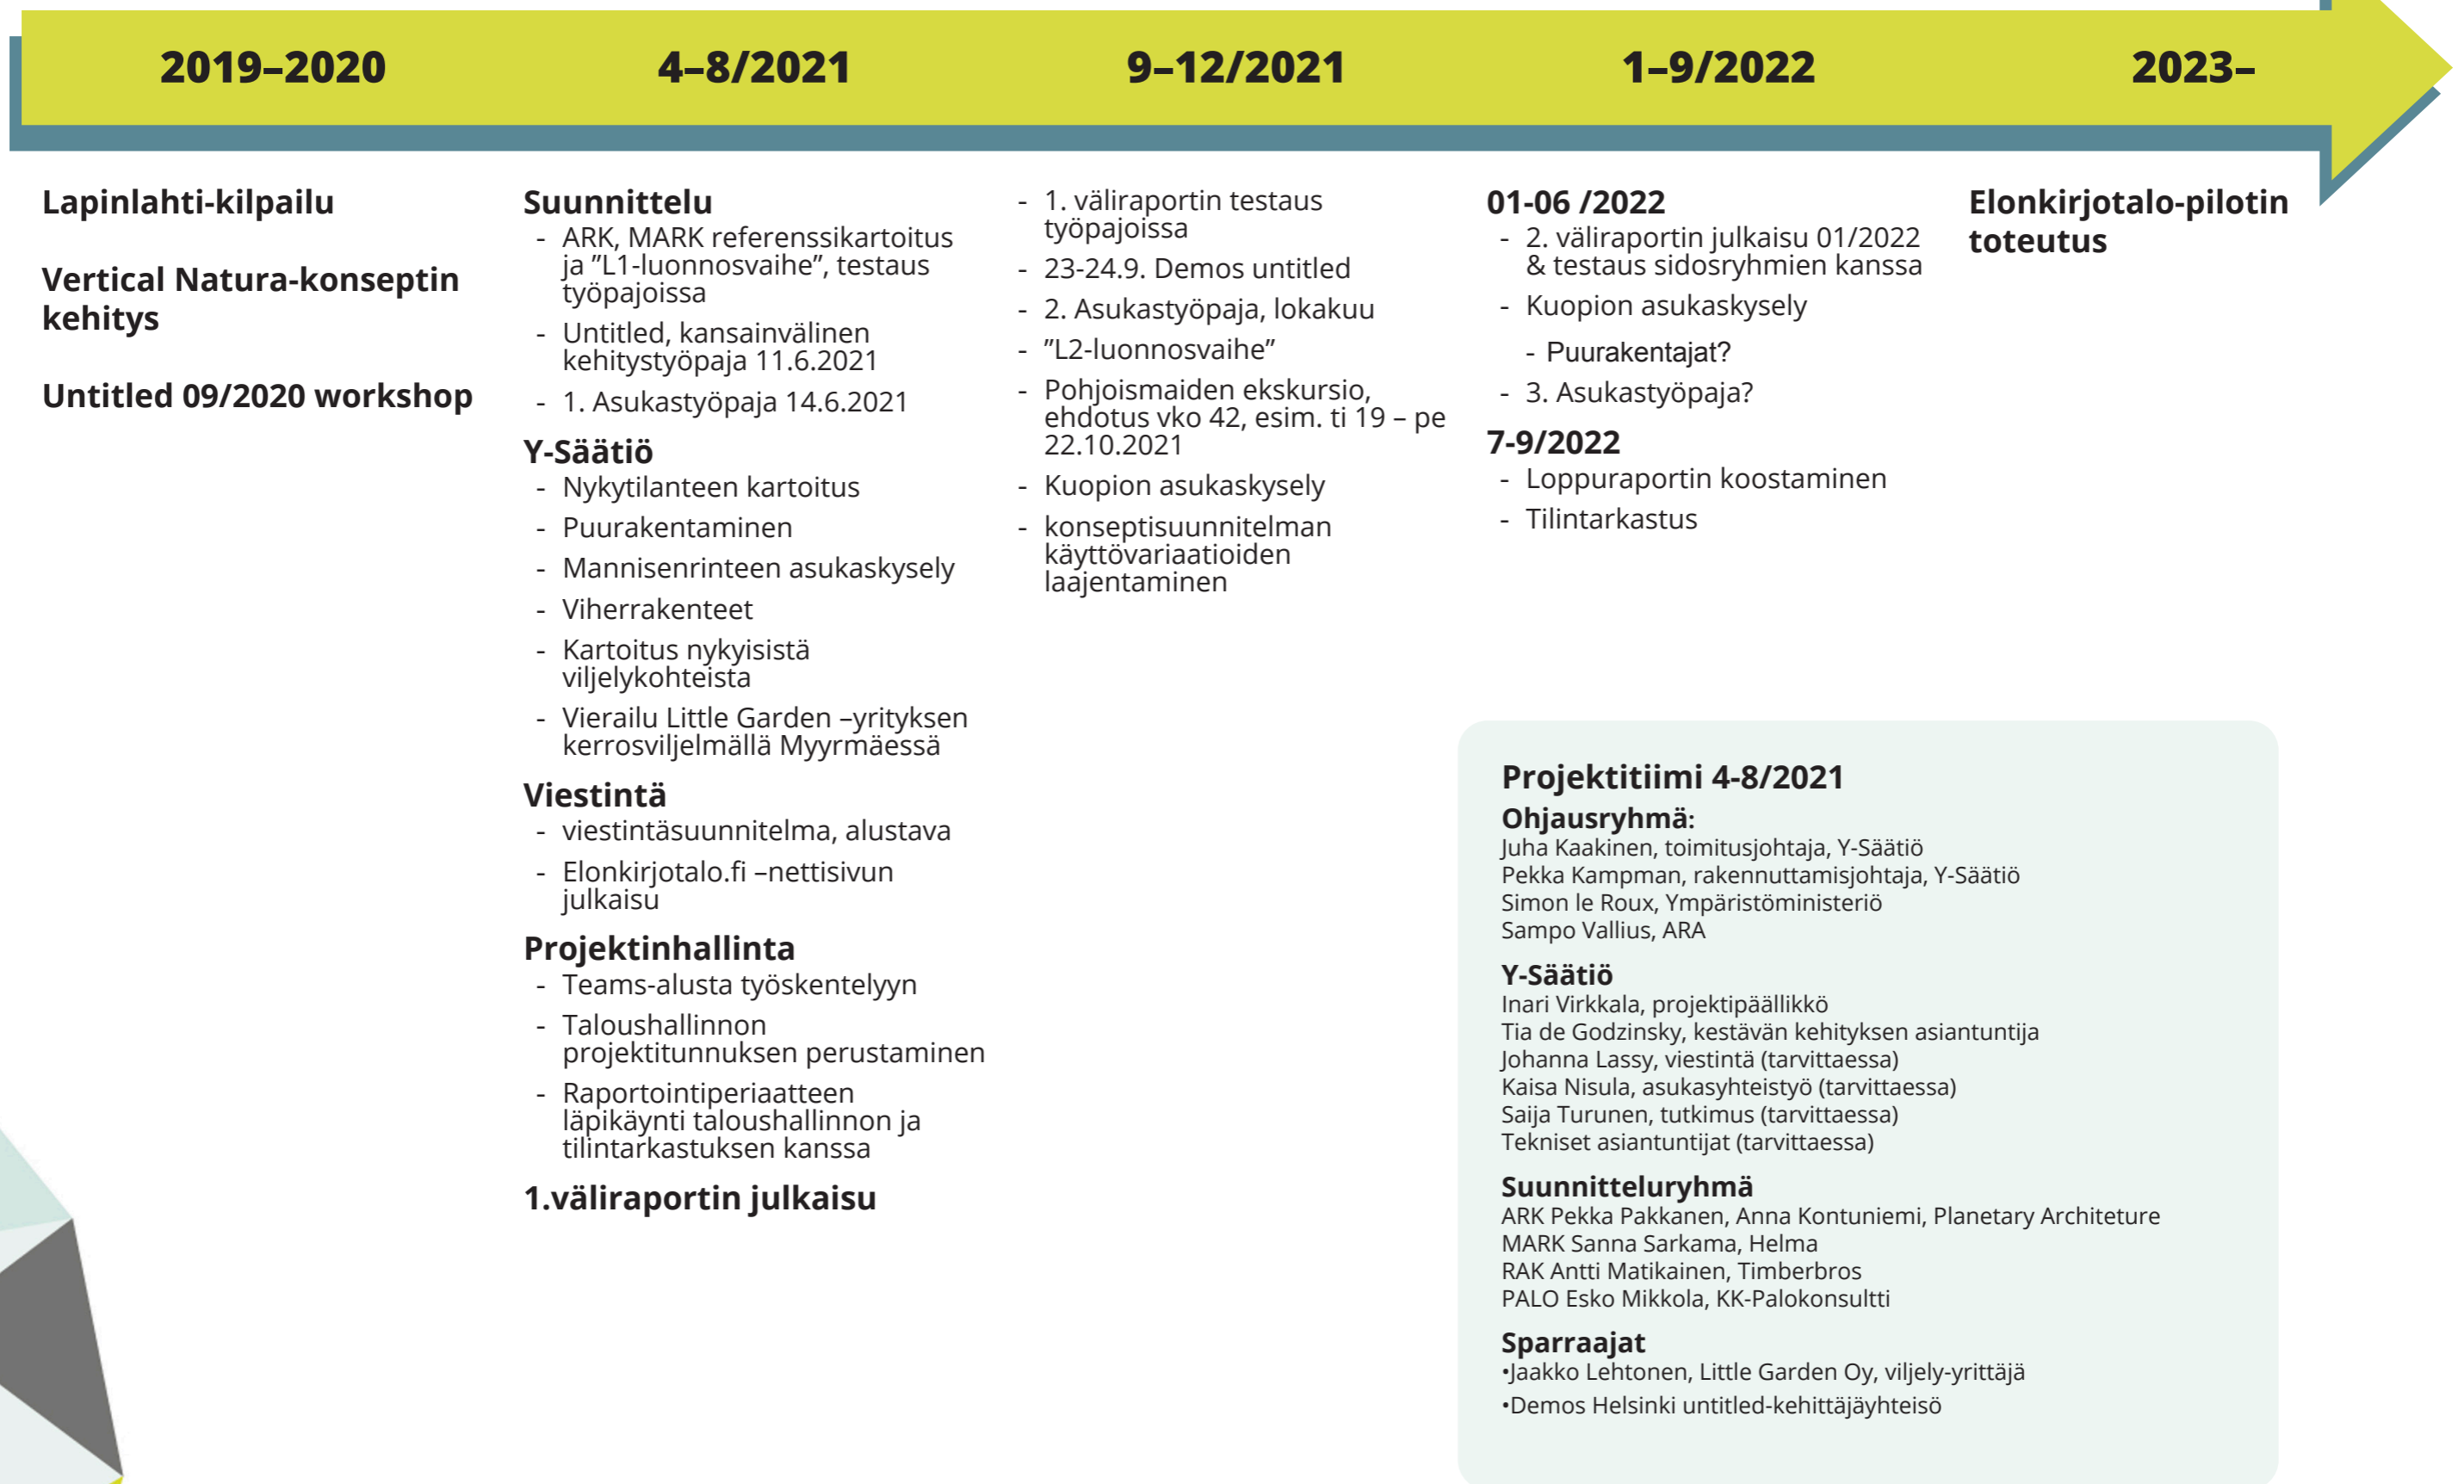 2019–2020
4–8/2021
9–12/2021
1–9/2022
2023–
Lapinlahti-kilpailu
Vertical Natura-konseptin
kehitys
Untitled 09/2020 workshop
Suunnittelu
- ARK, MARK referenssikartoitus
ja ”L1-luonnosvaihe”, testaus
työpajoissa
- Untitled, kansainvälinen
kehitystyöpaja 11.6.2021
- 1. Asukastyöpaja 14.6.2021
Y-Säätiö
- Nykytilanteen kartoitus
- Puurakentaminen
- Mannisenrinteen asukaskysely
- Viherrakenteet
- Kartoitus nykyisistä
viljelykohteista
- Vierailu Little Garden –yrityksen
kerrosviljelmällä Myyrmäessä
Viestintä
- viestintäsuunnitelma, alustava
- Elonkirjotalo.fi –nettisivun
julkaisu
Projektinhallinta
- Teams-alusta työskentelyyn
- Taloushallinnon
projektitunnuksen perustaminen
- Raportointiperiaatteen
läpikäynti taloushallinnon ja
tilintarkastuksen kanssa
1.väliraportin julkaisu
- 1. väliraportin testaus
työpajoissa
- 23-24.9. Demos untitled
- 2. Asukastyöpaja, lokakuu
- ”L2-luonnosvaihe”
- Pohjoismaiden ekskursio,
ehdotus vko 42, esim. ti 19 – pe
22.10.2021
- Kuopion asukaskysely
- konseptisuunnitelman
käyttövariaatioiden
laajentaminen
01-06 /2022
- 2. väliraportin julkaisu 01/2022
& testaus sidosryhmien kanssa
- Kuopion asukaskysely
- Puurakentajat?
- 3. Asukastyöpaja?
7-9/2022
- Loppuraportin koostaminen
- Tilintarkastus
Elonkirjotalo-pilotin
toteutus
Projektitiimi 4-8/2021
Ohjausryhmä:
Juha Kaakinen, toimitusjohtaja, Y-Säätiö
Pekka Kampman, rakennuttamisjohtaja, Y-Säätiö
Simon le Roux, Ympäristöministeriö
Sampo Vallius, ARA
Y-Säätiö
Inari Virkkala, projektipäällikkö
Tia de Godzinsky, kestävän kehityksen asiantuntija
Johanna Lassy, viestintä (tarvittaessa)
Kaisa Nisula, asukasyhteistyö (tarvittaessa)
Saija Turunen, tutkimus (tarvittaessa)
Tekniset asiantuntijat (tarvittaessa)
Suunnitteluryhmä
ARK Pekka Pakkanen, Anna Kontuniemi, Planetary Architeture
MARK Sanna Sarkama, Helma
RAK Antti Matikainen, Timberbros
PALO Esko Mikkola, KK-Palokonsultti
Sparraajat
•Jaakko Lehtonen, Little Garden Oy, viljely-yrittäjä
•Demos Helsinki untitled-kehittäjäyhteisö